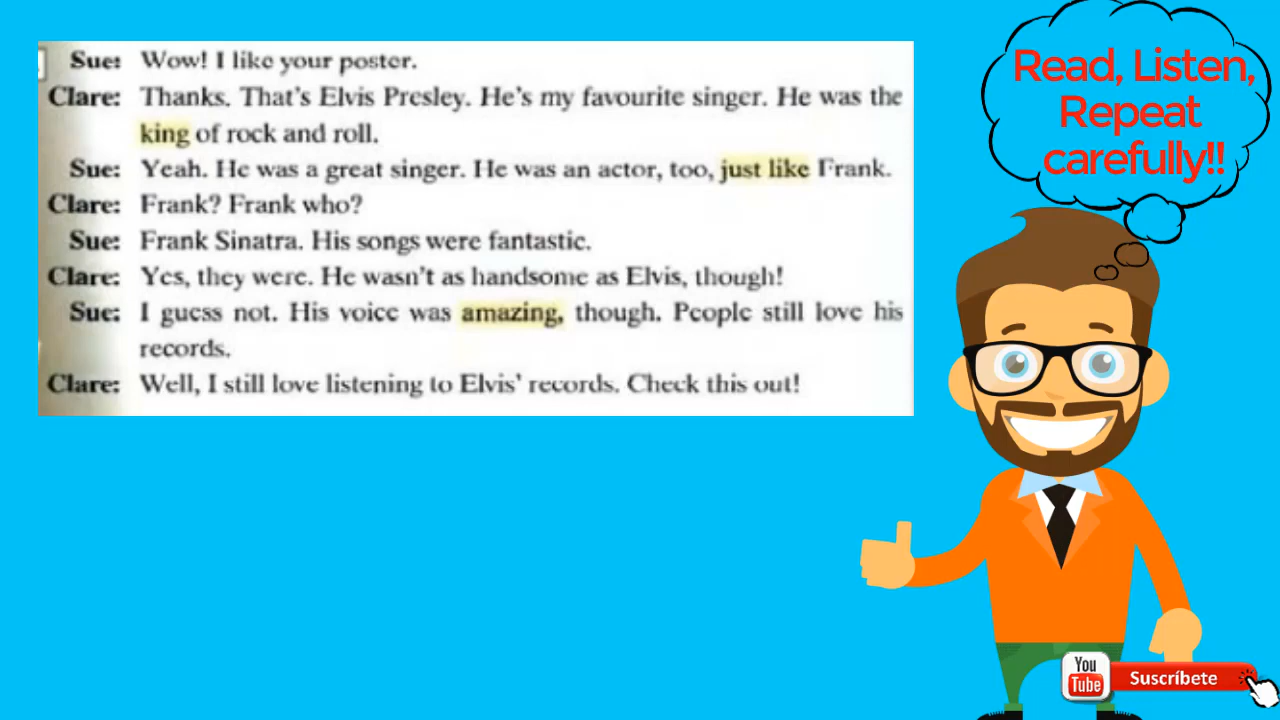 Sue: Wow! I like your poster.
Clare: Thanks. That's Elvis Presley. He's my favourite singer. He was the
king of rock and roll.
Sue: Yeah. He was a great singer. He was an actor, too, just like Frank.
Clare: Frank? Frank who?
Sue: Frank Sinatra. His songs were fantastic.
Clare: Yes, they were. He wasn't as handsome as Elvis, though!
Sue: I guess not. His voice was amazing, though. People still love his
records.
Clare: Well, I still love listening to Elvis' records. Check this out!
Read, Listen,
Repeat
carefully!!
You
Tube
Suscríbete